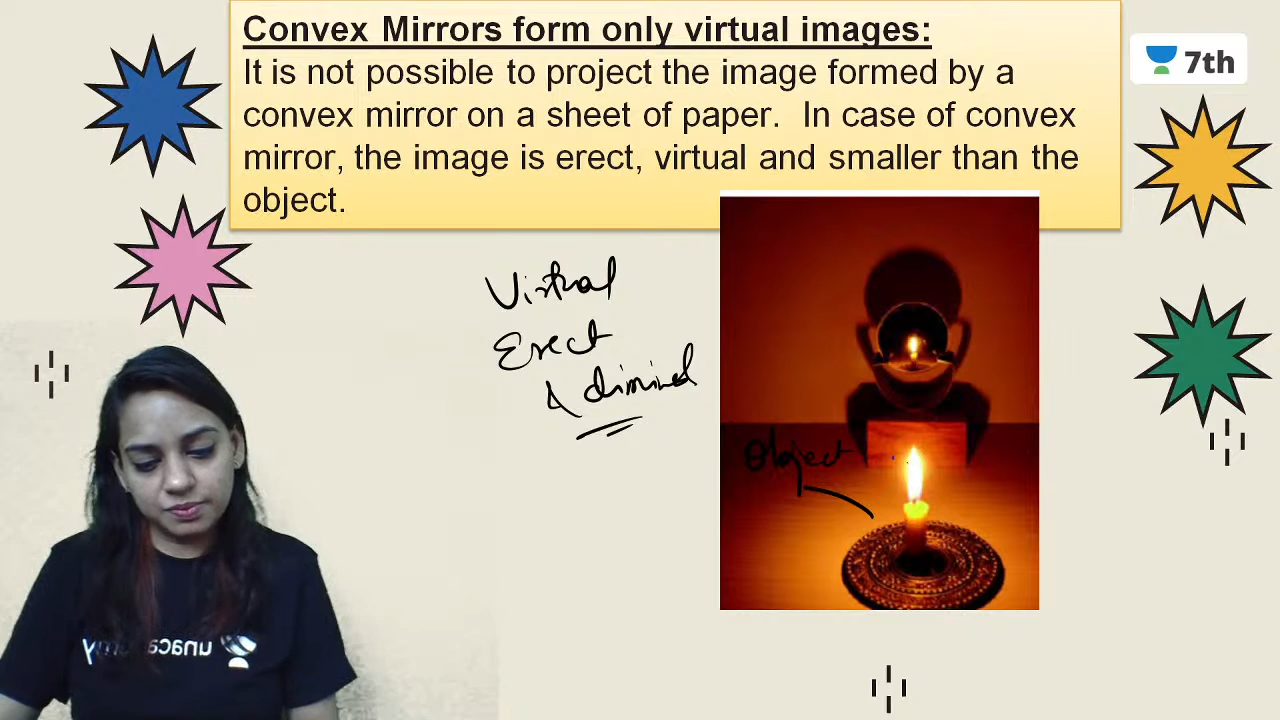 Convex Mirrors form only virtual images:
It is not possible to project the image formed by a
convex mirror on a sheet of paper. In case of convex
mirror, the image is erect, virtual and smaller than the
object.
7th
Virtual
Erect
&
Object
unacademy